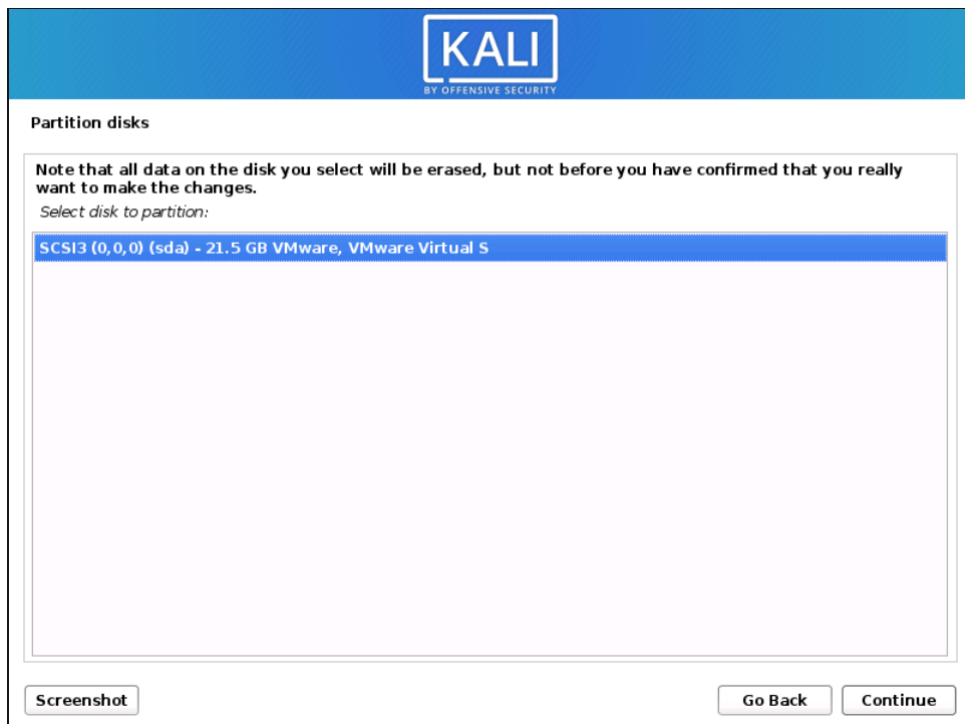 KALI
BY OFFENSIVE SECURITY
Partition disks
Note that all data on the disk you select will be erased, but not before you have confirmed that you really
want to make the changes.
Select disk to partition:
SCSI3 (0,0,0) (sda) - 21.5 GB VMware, VMware Virtual S
Screenshot
Go Back
Continue